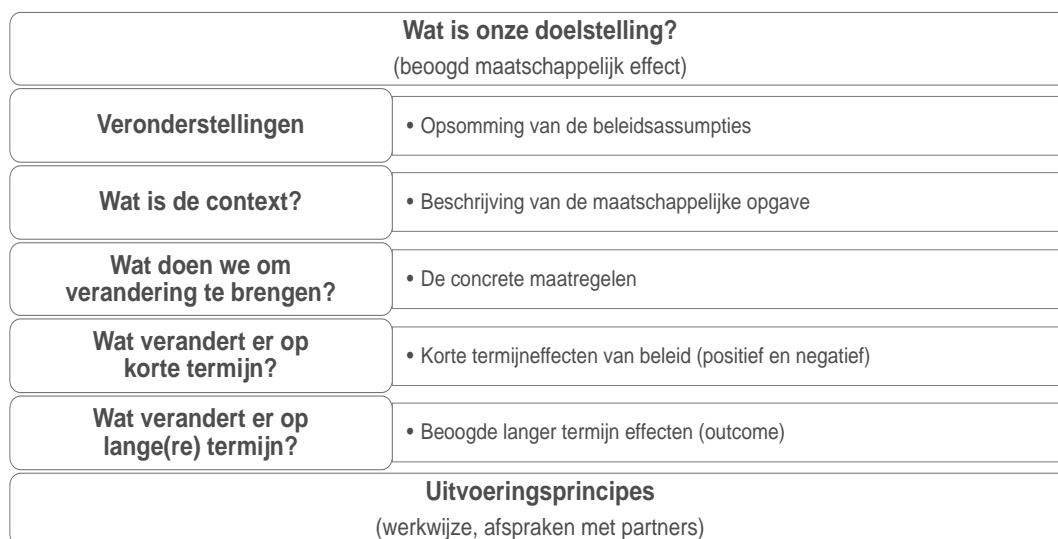 Wat is onze doelstelling?
(beoogd maatschappelijk effect)
Veronderstellingen
• Opsomming van de beleidsassumpties
Wat is de context?
• Beschrijving van de maatschappelijke opgave
Wat doen we om
verandering te brengen?
• De concrete maatregelen
Wat verandert er op
korte termijn?
• Korte termijneffecten van beleid (positief en negatief)
Wat verandert er op
lange(re) termijn?
• Beoogde langer termijn effecten (outcome)
Uitvoeringsprincipes
(werkwijze, afspraken met partners)